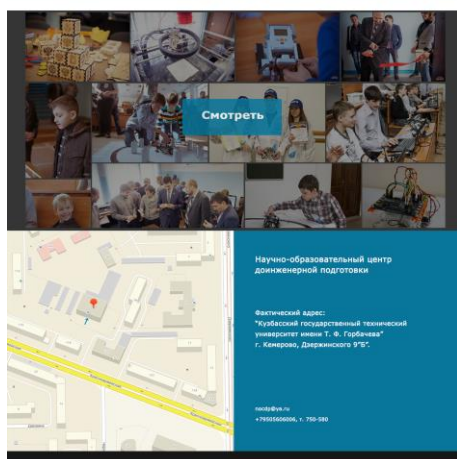 Смотреть
Научно-образовательный центр
доинженерной подготовки
Фактический адрес:
"Кузбасский государственный технический
университет имени Т. Ф. Горбачева"
г. Кемерово, Дзержинского 9"Б".
+79505606006, т. 750-580